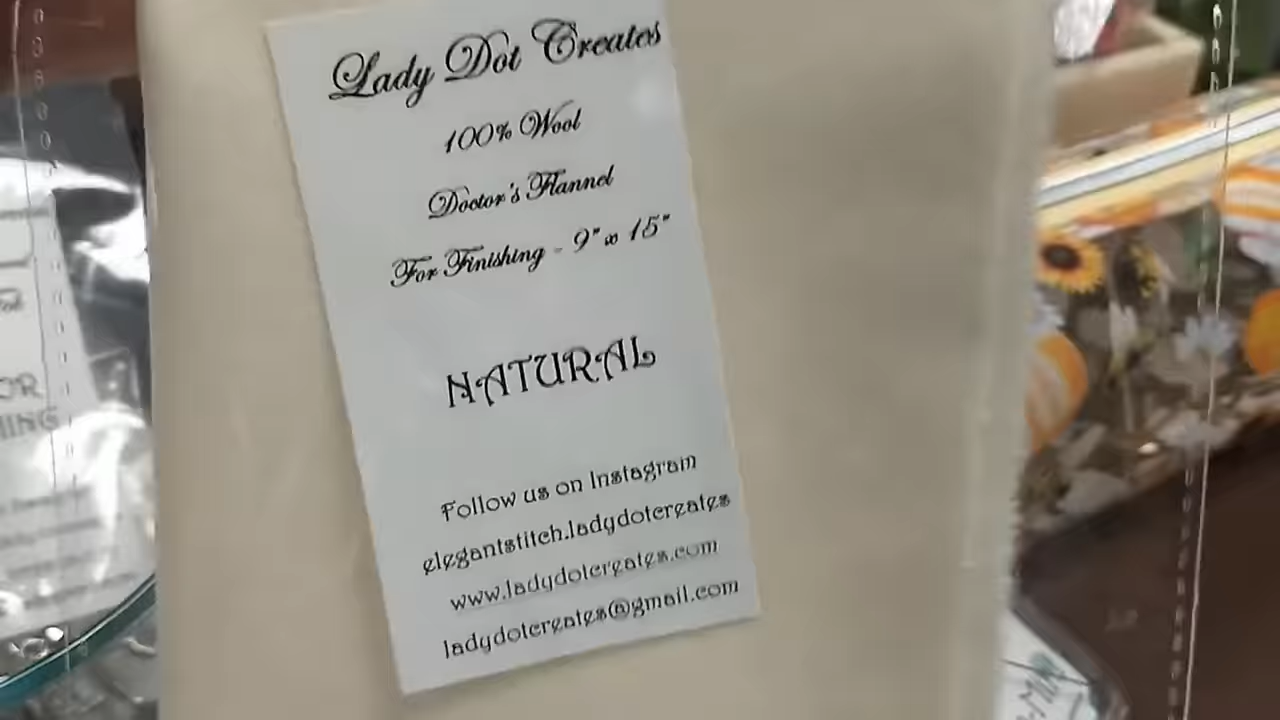 Lady Dot Creates
100% Wool
Doctor's Flannel
For Finishing - 9" x 15"
NATURAL
Follow us on Instagram
elegantstitch.ladydotcreates
www.ladydotcreates.com
ladydotcreates@gmail.com